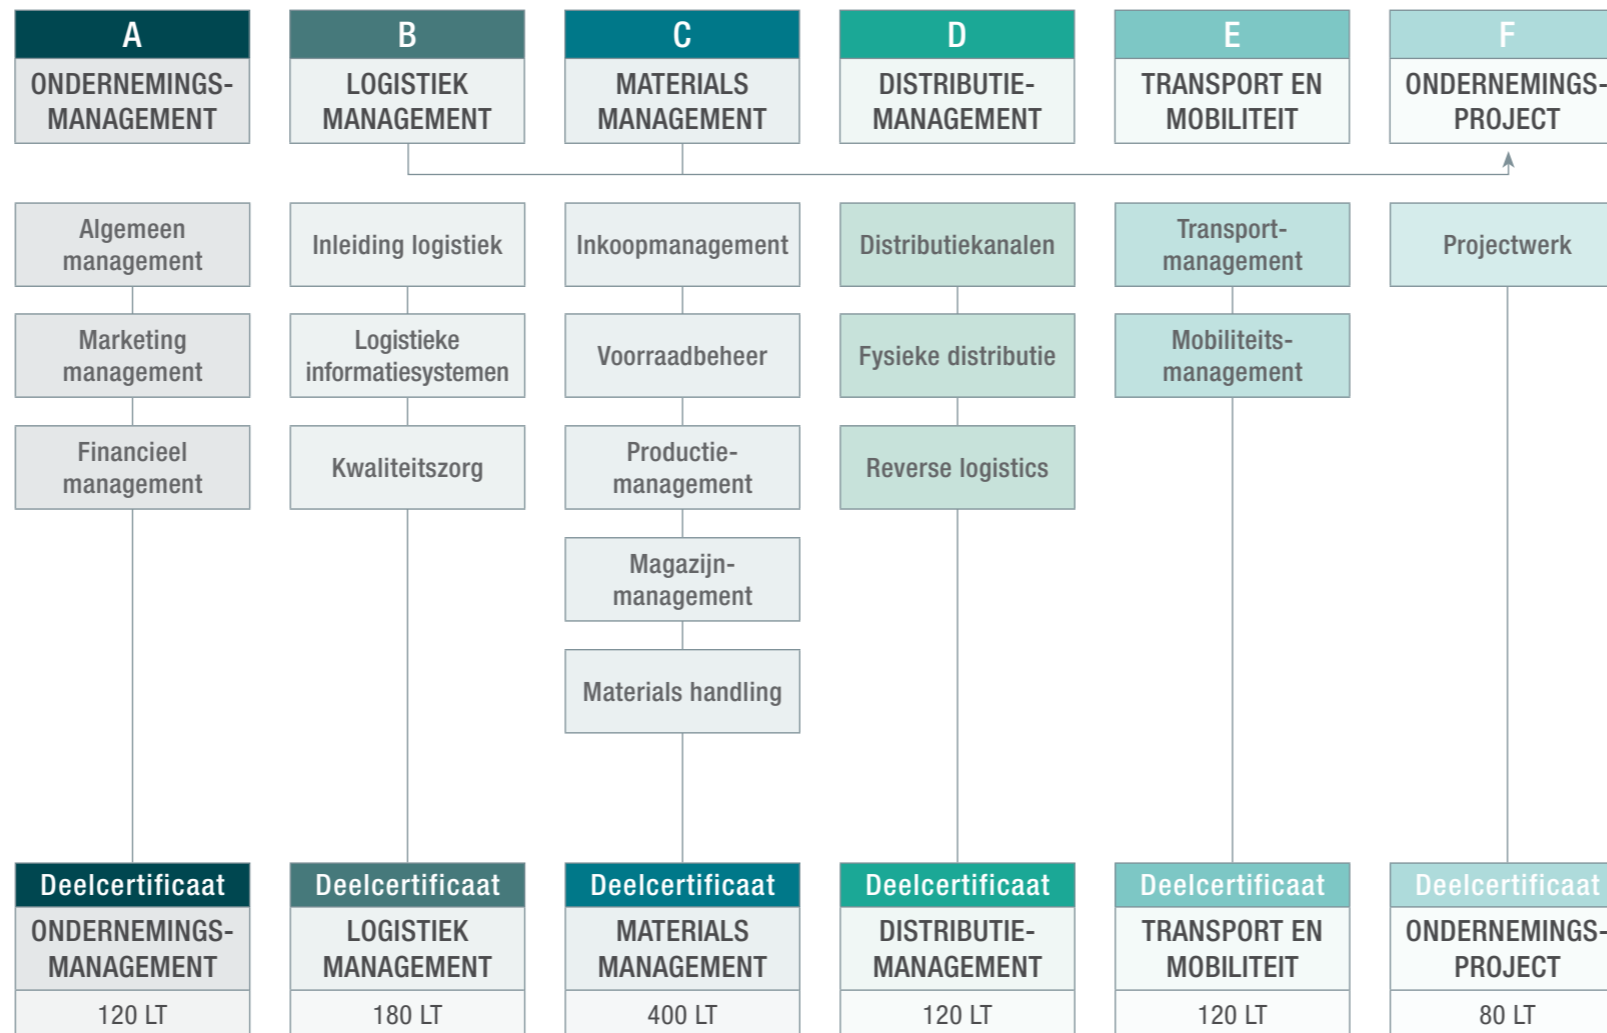 A
ONDERNEMINGS-
MANAGEMENT
B
LOGISTIEK
MANAGEMENT
C
MATERIALS
MANAGEMENT
D
DISTRIBUTIE-
MANAGEMENT
E
TRANSPORT EN
MOBILITEIT
F
ONDERNEMINGS-
PROJECT
Algemeen
management
Marketing
management
Financieel
management
Inleiding logistiek
Logistieke
informatiesystemen
Kwaliteitszorg
Inkoopmanagement
Voorraadbeheer
Productie-
management
Magazijn-
management
Materials handling
Distributiekanalen
Fysieke distributie
Reverse logistics
Transport-
management
Mobiliteits-
management
Projectwerk
Deelcertificaat
ONDERNEMINGS-
MANAGEMENT
120 LT
Deelcertificaat
LOGISTIEK
MANAGEMENT
180 LT
Deelcertificaat
MATERIALS
MANAGEMENT
400 LT
Deelcertificaat
DISTRIBUTIE-
MANAGEMENT
120 LT
Deelcertificaat
TRANSPORT EN
MOBILITEIT
120 LT
Deelcertificaat
ONDERNEMINGS-
PROJECT
80 LT